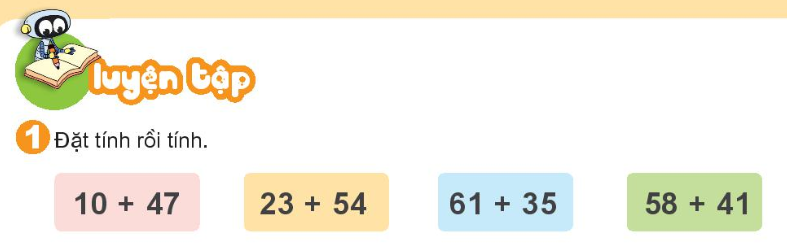 luyện tập
1 Đặt tính rồi tính.
10 + 47 23 + 54 61 + 35 58 + 41